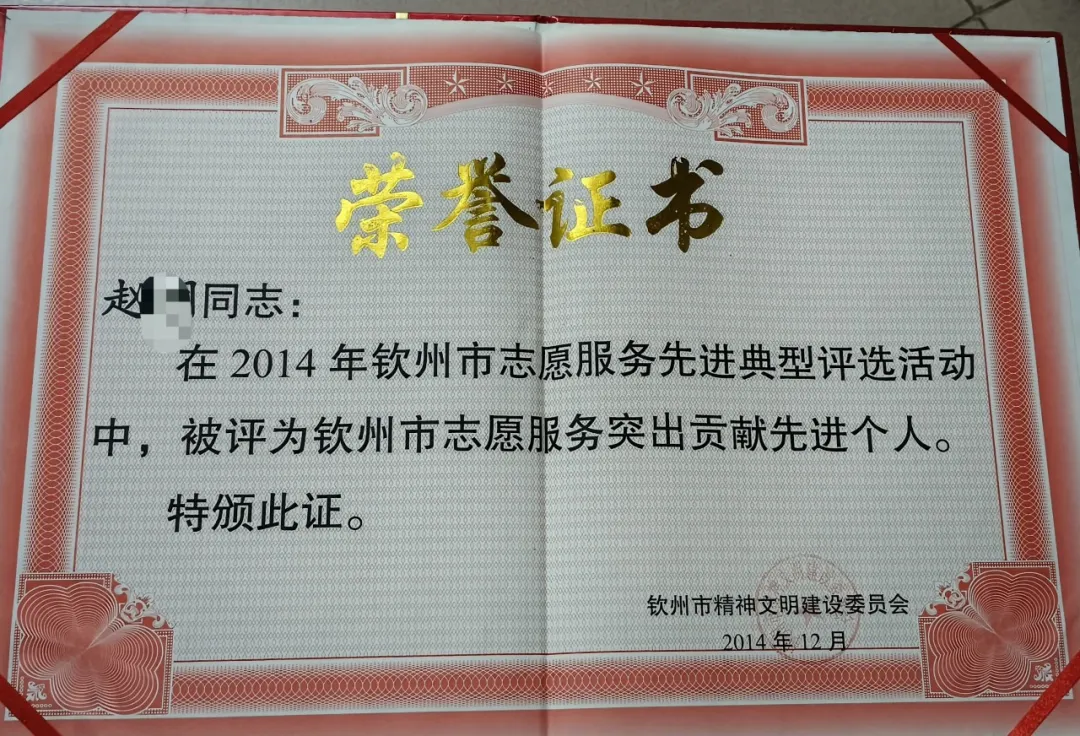 荣誉证书
赵 同志：
在 2014 年钦州市志愿服务先进典型评选活动
中，被评为钦州市志愿服务突出贡献先进个人。
特颁此证。
钦州市精神文明建设委员会
2014 年 12 月